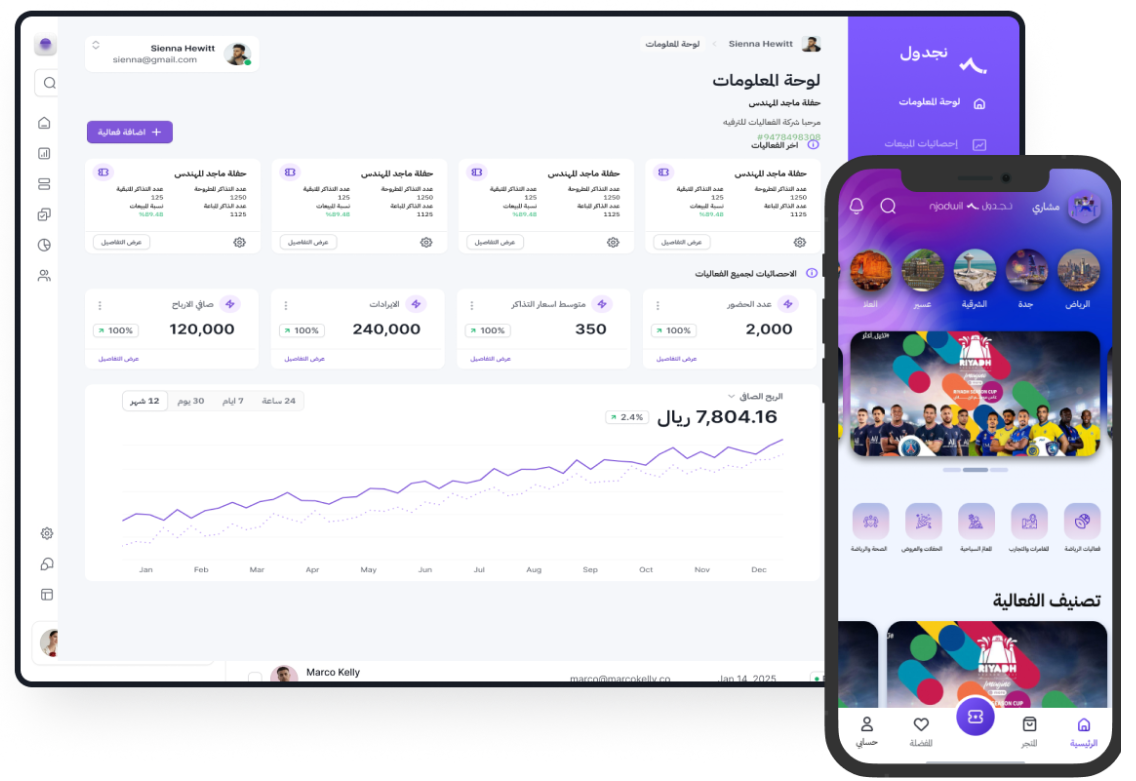 نجدول
لوحة المعلومات
إحصائيات المبيعات
Sienna Hewitt
لوحة المعلومات
Sienna Hewitt
sienna@gmail.com
لوحة المعلومات
حفلة ماجد المهندس
مرحبا شركة الفعاليات للترفيه
#9478498308
اضافة فعالية +
اخر الفعاليات
حفلة ماجد المهندس
عدد التذاكر المطروحة
1250
عدد التذاكر المتبقية
125
عدد التذاكر المباعة
1125
نسبة المبيعات
%89.48
عرض التفاصيل
حفلة ماجد المهندس
عدد التذاكر المطروحة
1250
عدد التذاكر المتبقية
125
عدد التذاكر المباعة
1125
نسبة المبيعات
%89.48
عرض التفاصيل
حفلة ماجد المهندس
عدد التذاكر المطروحة
1250
عدد التذاكر المتبقية
125
عدد التذاكر المباعة
1125
نسبة المبيعات
%89.48
عرض التفاصيل
حفلة ماجد المهندس
عدد التذاكر المطروحة
1250
عدد التذاكر المتبقية
125
عدد التذاكر المباعة
1125
نسبة المبيعات
%89.48
عرض التفاصيل
الاحصائيات لجميع الفعاليات
عدد الحضور
2,000
100%
عرض التفاصيل
متوسط اسعار التذاكر
350
100%
عرض التفاصيل
الايرادات
240,000
100%
عرض التفاصيل
صافي الارباح
120,000
100%
عرض التفاصيل
الربح الصافي
7,804.16 ريال
2.4%
24 ساعة
7 ايام
30 يوم
12 شهر
Jan Feb Mar Apr May Jun Jul Aug Sep Oct Nov Dec
Marco Kelly
marco@marcokelly.co
Jan 14, 2025
مشاري
نجدول njadwil
الرياض
جدة
الشرقية
عسير
العلا
RIYADH
RIYADH SEASON CUP
فعاليات الرياضة
المغامرات والتجارب
المعالم السياحية
الحفلات والعروض
الصحة والرياضة
تصنيف الفعالية
RIYADH
SEASON CUP
الرئيسية
المتجر
المفضلة
حسابي